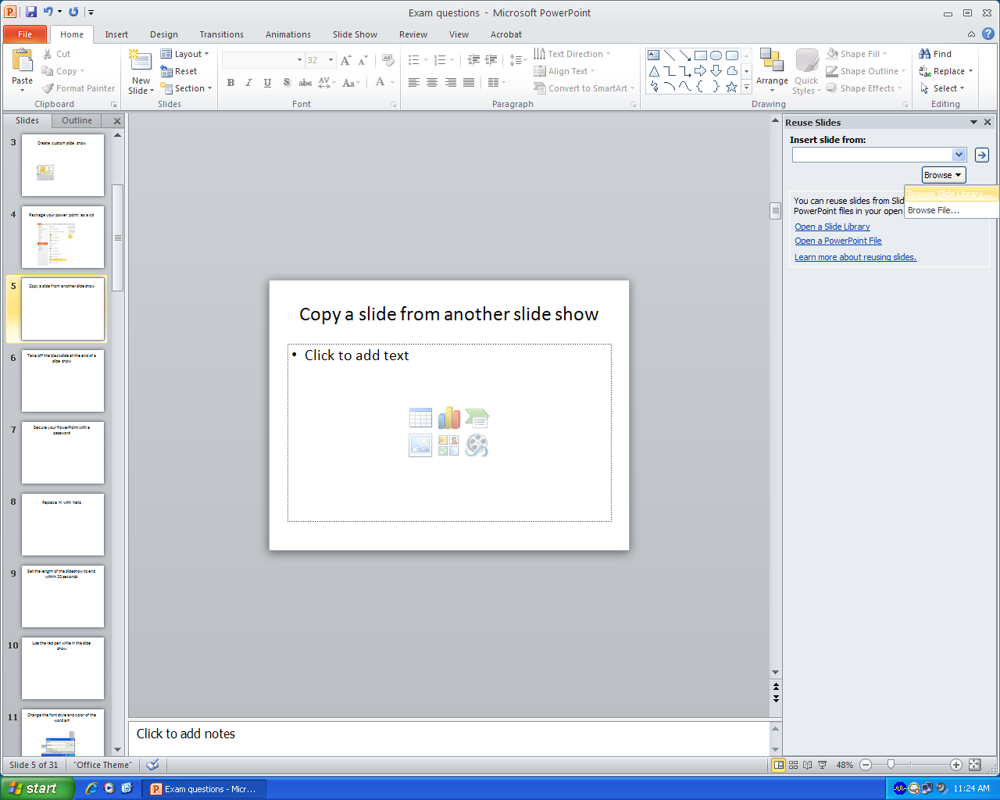 Exam questions - Microsoft PowerPoint
File Home Insert Design Transitions Animations Slide Show Review View Acrobat
Paste
Cut
Copy
Format Painter
Clipboard
New Slide
Layout
Reset
Section
Slides
32
B I U S abc AV Aa A
Font
Text Direction
Align Text
Convert to SmartArt
Paragraph
Arrange
Quick Styles
Shape Fill
Shape Outline
Shape Effects
Drawing
Find
Replace
Select
Editing
Slides Outline
3
Create custom slide show
4
Package your power point as a cd
5
Copy a slide from another slide show
6
Take off the blackslide at the end of a
slide show
7
Secure your PowerPoint with a
password
8
Replace hi with hello
9
Set the length of the slideshow to end
within 20 seconds
10
Use the red pen while in the slide
show
11
Change the font style and color of the
word art
Copy a slide from another slide show
• Click to add text
Click to add notes
Reuse Slides
Insert slide from:
Browse
Browse Slide Library...
Browse File...
You can reuse slides from Slid
PowerPoint files in your open
Open a Slide Library
Open a PowerPoint File
Learn more about reusing slides.
Slide 5 of 31 "Office Theme" 48%
start Exam questions - Micr... 11:24 AM